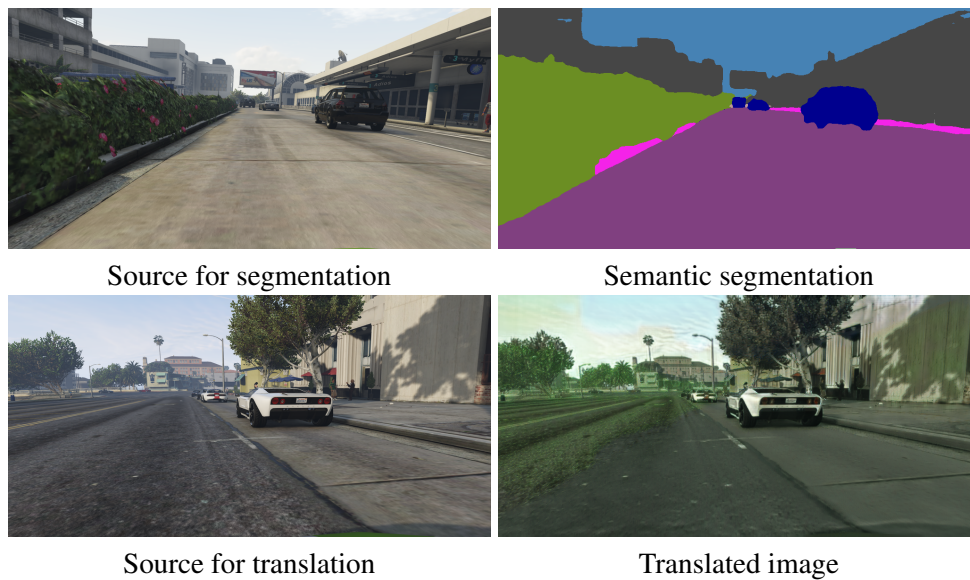 Source for segmentation
Semantic segmentation
Source for translation
Translated image